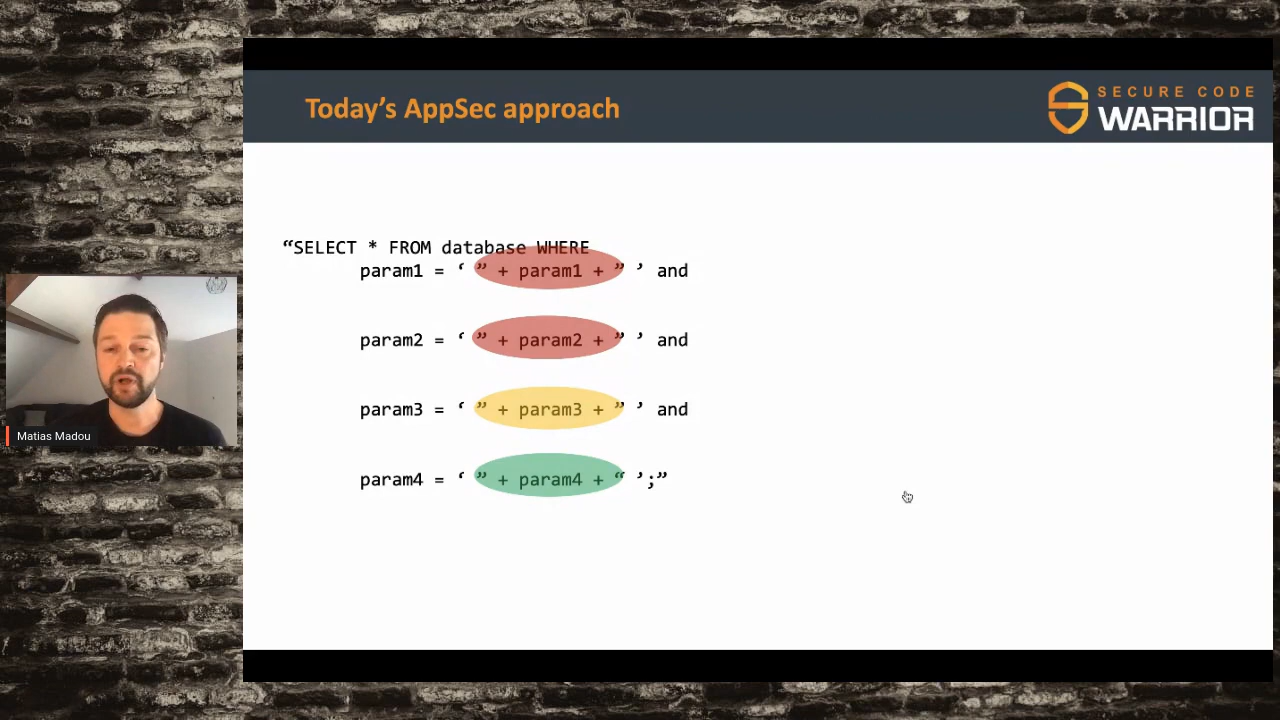 Today’s AppSec approach
SECURE CODE
WARRIOR
“SELECT * FROM database WHERE
param1 = ‘ ” + param1 + ” ’ and
param2 = ‘ ” + param2 + ” ’ and
param3 = ‘ ” + param3 + ” ’ and
param4 = ‘ ” + param4 + “ ’;”
Matias Madou